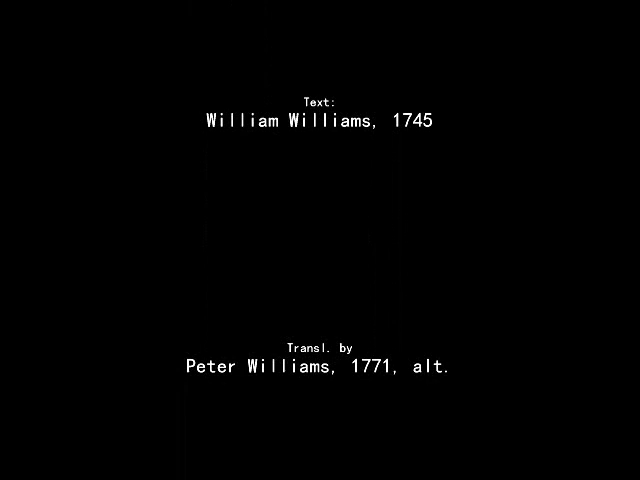 Text:
William Williams, 1745
Transl. by
Peter Williams, 1771, alt.